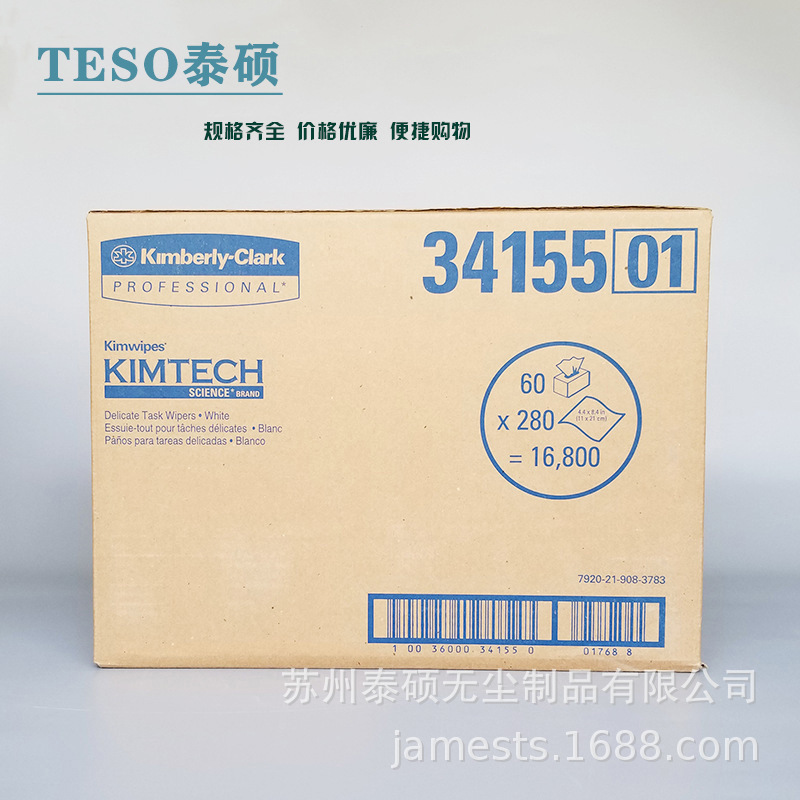 TESO泰硕
规格齐全 价格优廉 便捷购物
Kimberly-Clark
PROFESSIONAL*
34155 01
Kimwipes*
KIMTECH
SCIENCE* BRAND
Delicate Task Wipers • White
Essuie-tout pour tâches délicates • Blanc
Pàños para tareas delicadas • Blanco
60
x 280
4.4 x 8.4 in
(11 x 21 cm)
= 16,800
7920-21-908-3783
1 00 36000 34155 0
01768 8
苏州泰硕无尘制品有限公司
jamests.1688.com